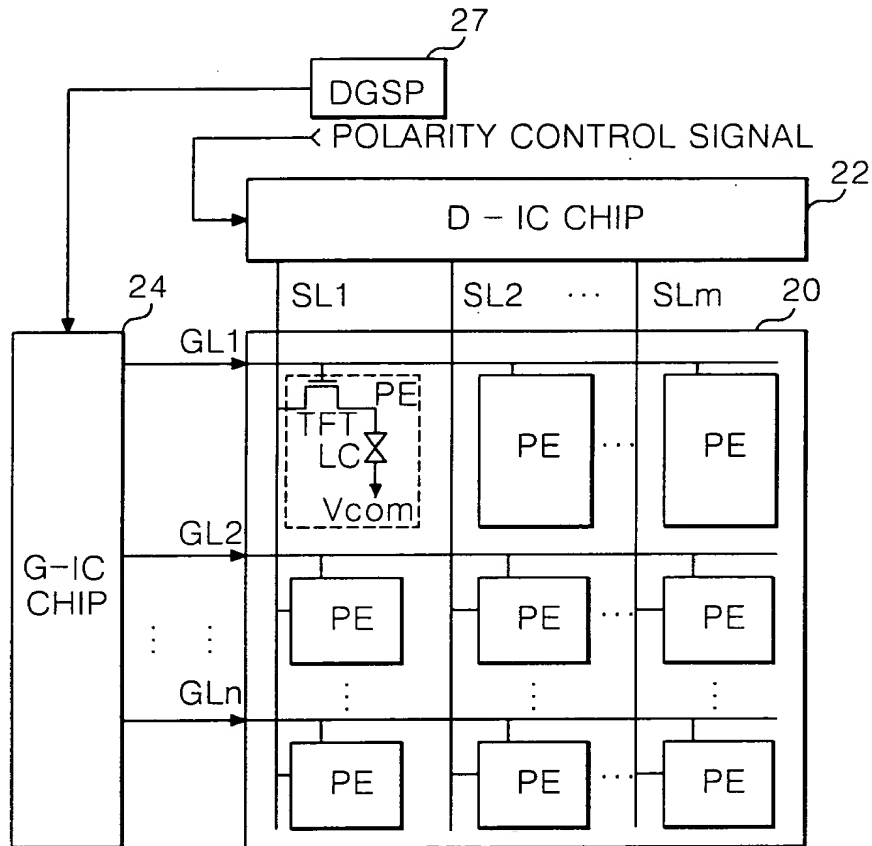 27
DGSP
POLARITY CONTROL SIGNAL
22
D – IC CHIP
24
SL1 SL2 ··· SLm
20
GL1
PE
TFT
LC
Vcom
PE ··· PE
GL2
G–IC
CHIP
PE PE ··· PE
GLn
PE PE ··· PE